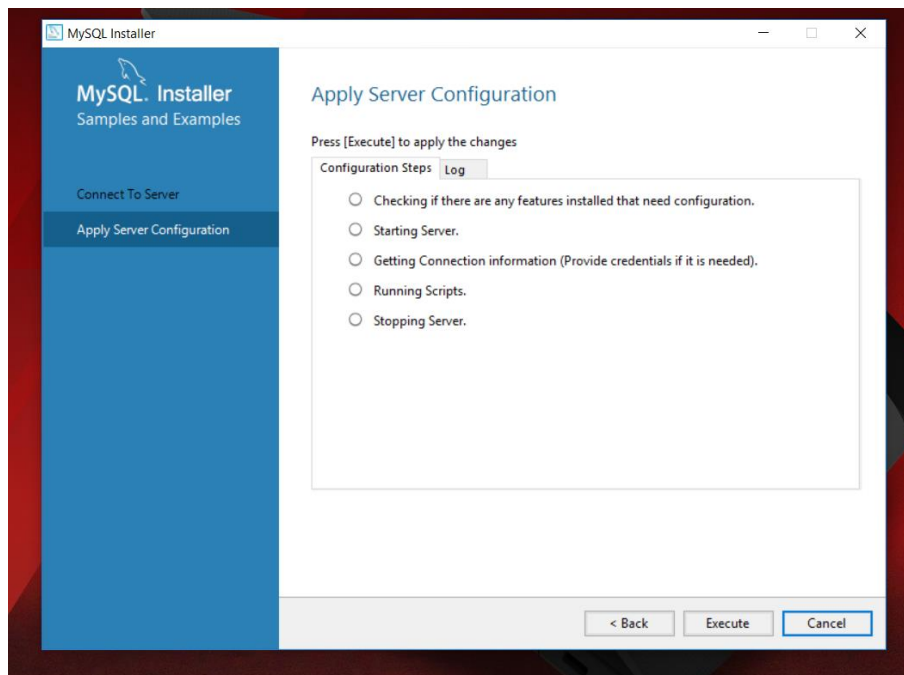 MySQL Installer
MySQL. Installer
Samples and Examples
Connect To Server
Apply Server Configuration
Apply Server Configuration
Press [Execute] to apply the changes
Configuration Steps Log
Checking if there are any features installed that need configuration.
Starting Server.
Getting Connection information (Provide credentials if it is needed).
Running Scripts.
Stopping Server.
< Back Execute Cancel